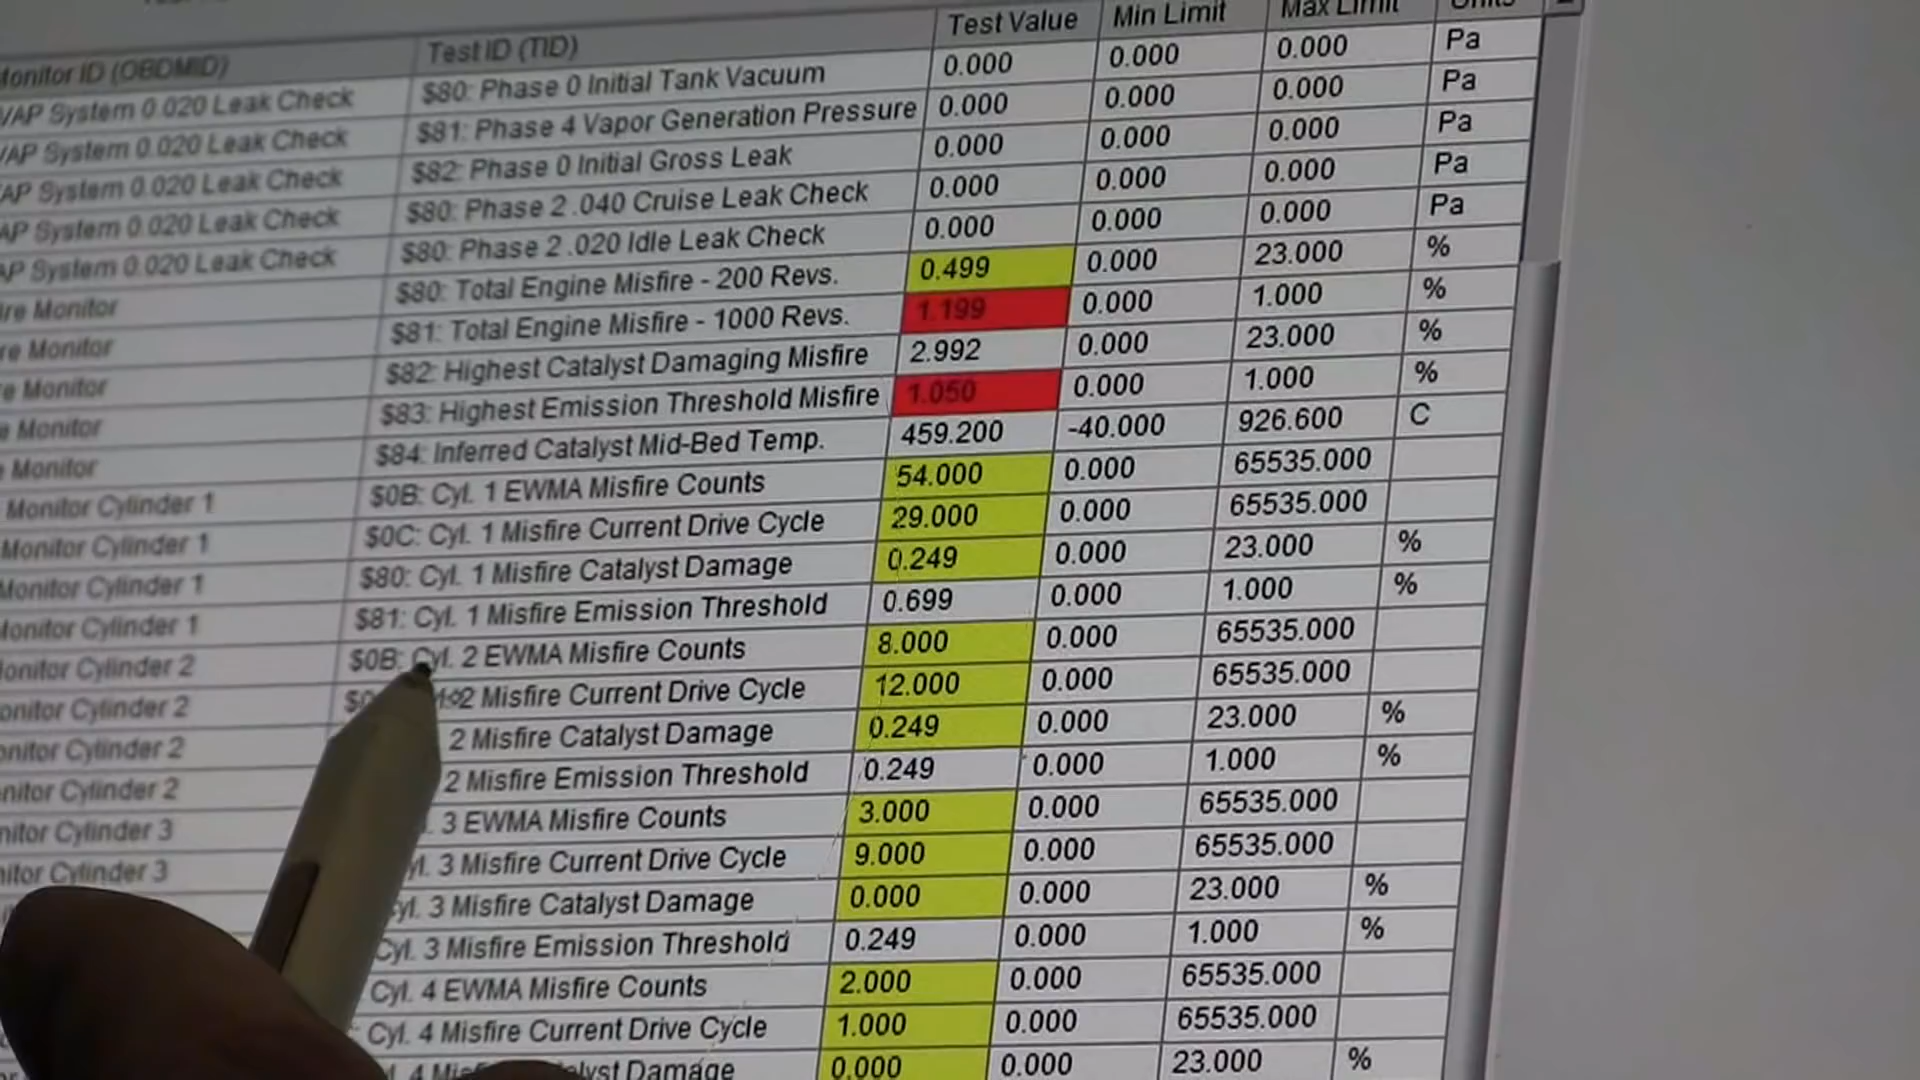 Monitor ID (OBDMID) Test ID (TID) Test Value Min Limit Max Limit Units
VAP System 0.020 Leak Check $80: Phase 0 Initial Tank Vacuum 0.000 0.000 0.000 Pa
VAP System 0.020 Leak Check $81: Phase 4 Vapor Generation Pressure 0.000 0.000 0.000 Pa
AP System 0.020 Leak Check $82: Phase 0 Initial Gross Leak 0.000 0.000 0.000 Pa
AP System 0.020 Leak Check $80: Phase 2 .040 Cruise Leak Check 0.000 0.000 0.000 Pa
AP System 0.020 Leak Check $80: Phase 2 .020 Idle Leak Check 0.000 0.000 0.000 Pa
ire Monitor $80: Total Engine Misfire - 200 Revs. 0.499 0.000 23.000 %
re Monitor $81: Total Engine Misfire - 1000 Revs. 1.199 0.000 1.000 %
e Monitor $82: Highest Catalyst Damaging Misfire 2.992 0.000 23.000 %
e Monitor $83: Highest Emission Threshold Misfire 1.050 0.000 1.000 %
Monitor $84: Inferred Catalyst Mid-Bed Temp. 459.200 -40.000 926.600 C
Monitor Cylinder 1 $0B: Cyl. 1 EWMA Misfire Counts 54.000 0.000 65535.000
Monitor Cylinder 1 $0C: Cyl. 1 Misfire Current Drive Cycle 29.000 0.000 65535.000
Monitor Cylinder 1 $80: Cyl. 1 Misfire Catalyst Damage 0.249 0.000 23.000 %
Monitor Cylinder 1 $81: Cyl. 1 Misfire Emission Threshold 0.699 0.000 1.000 %
onitor Cylinder 2 $0B: Cyl. 2 EWMA Misfire Counts 8.000 0.000 65535.000
onitor Cylinder 2 2 Misfire Current Drive Cycle 12.000 0.000 65535.000
onitor Cylinder 2 2 Misfire Catalyst Damage 0.249 0.000 23.000 %
nitor Cylinder 2 2 Misfire Emission Threshold 0.249 0.000 1.000 %
nitor Cylinder 3 3 EWMA Misfire Counts 3.000 0.000 65535.000
nitor Cylinder 3 yl. 3 Misfire Current Drive Cycle 9.000 0.000 65535.000
yl. 3 Misfire Catalyst Damage 0.000 0.000 23.000 %
Cyl. 3 Misfire Emission Threshold 0.249 0.000 1.000 %
Cyl. 4 EWMA Misfire Counts 2.000 0.000 65535.000
Cyl. 4 Misfire Current Drive Cycle 1.000 0.000 65535.000
4 Damage 0.000 0.000 23.000 %